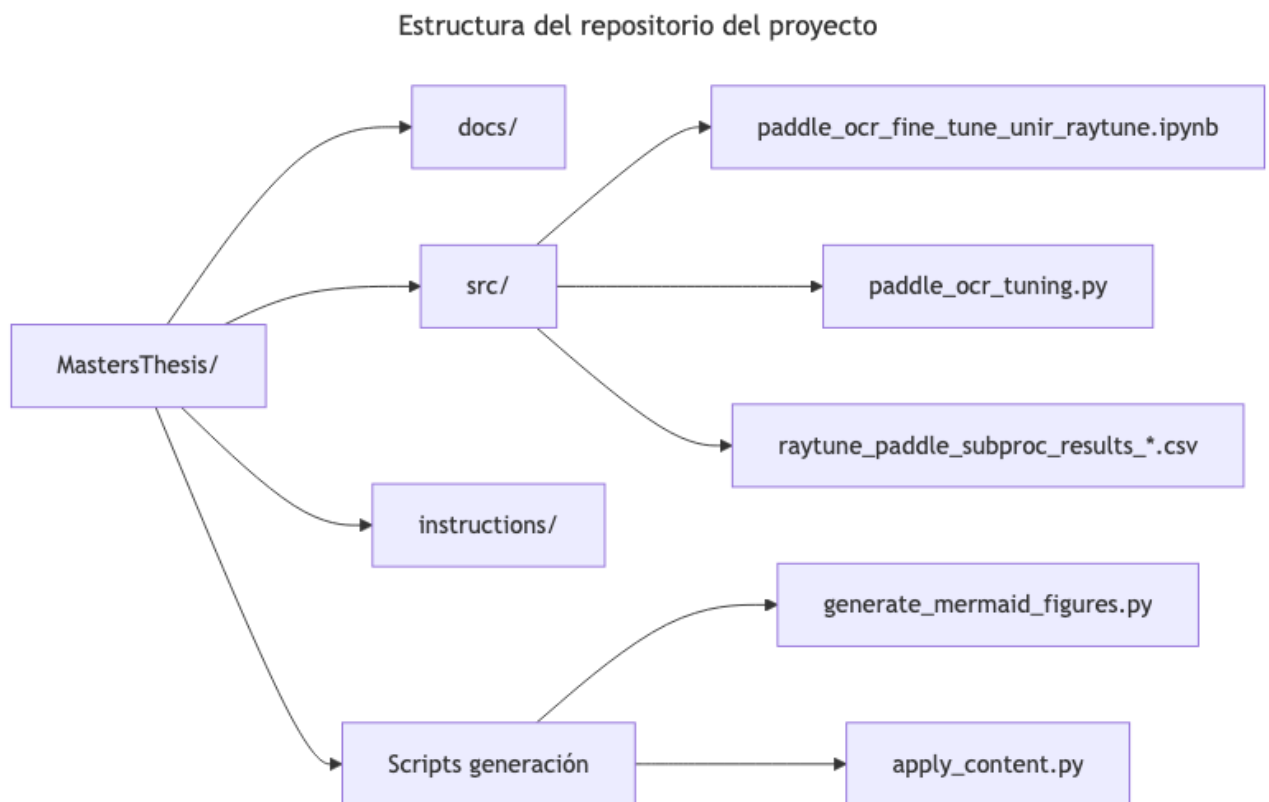 Estructura del repositorio del proyecto
docs/
paddle_ocr_fine_tune_unir_raytune.ipynb
src/
paddle_ocr_tuning.py
MastersThesis/
raytune_paddle_subproc_results_*.csv
instructions/
generate_mermaid_figures.py
Scripts generación
apply_content.py